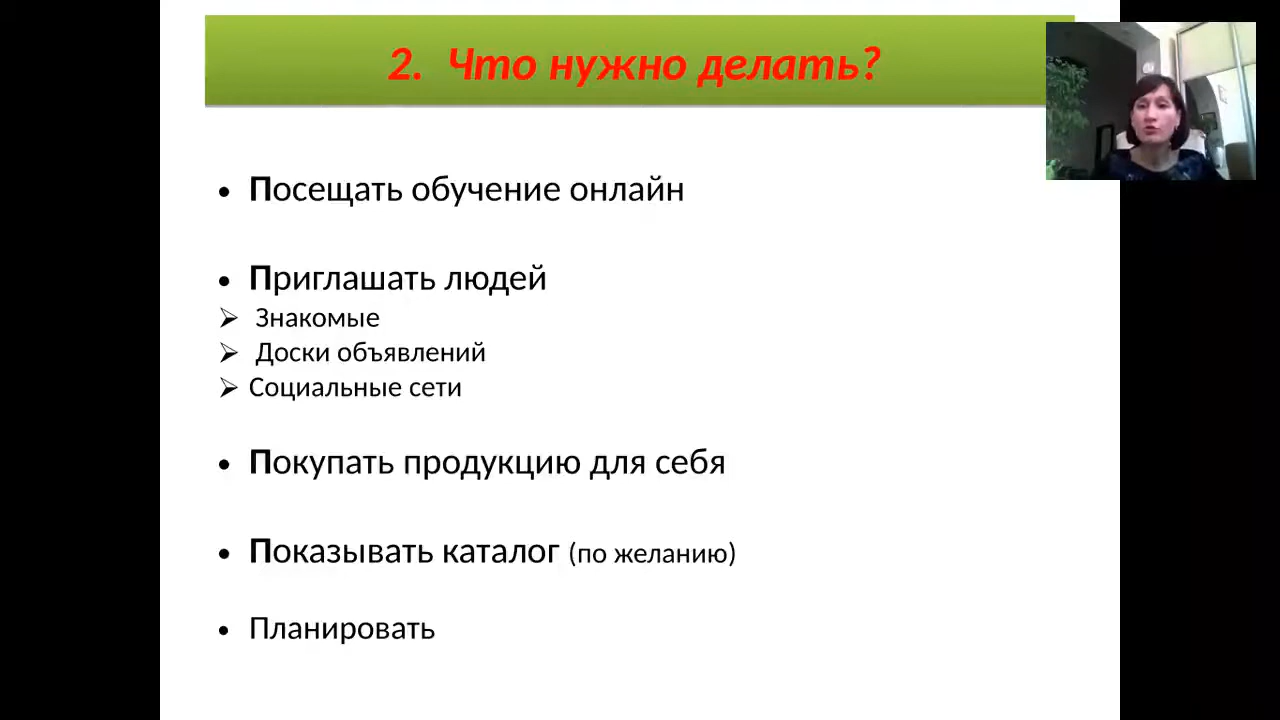 2. Что нужно делать?
• Посещать обучение онлайн
• Приглашать людей
➢ Знакомые
➢ Доски объявлений
➢ Социальные сети
• Покупать продукцию для себя
• Показывать каталог (по желанию)
• Планировать